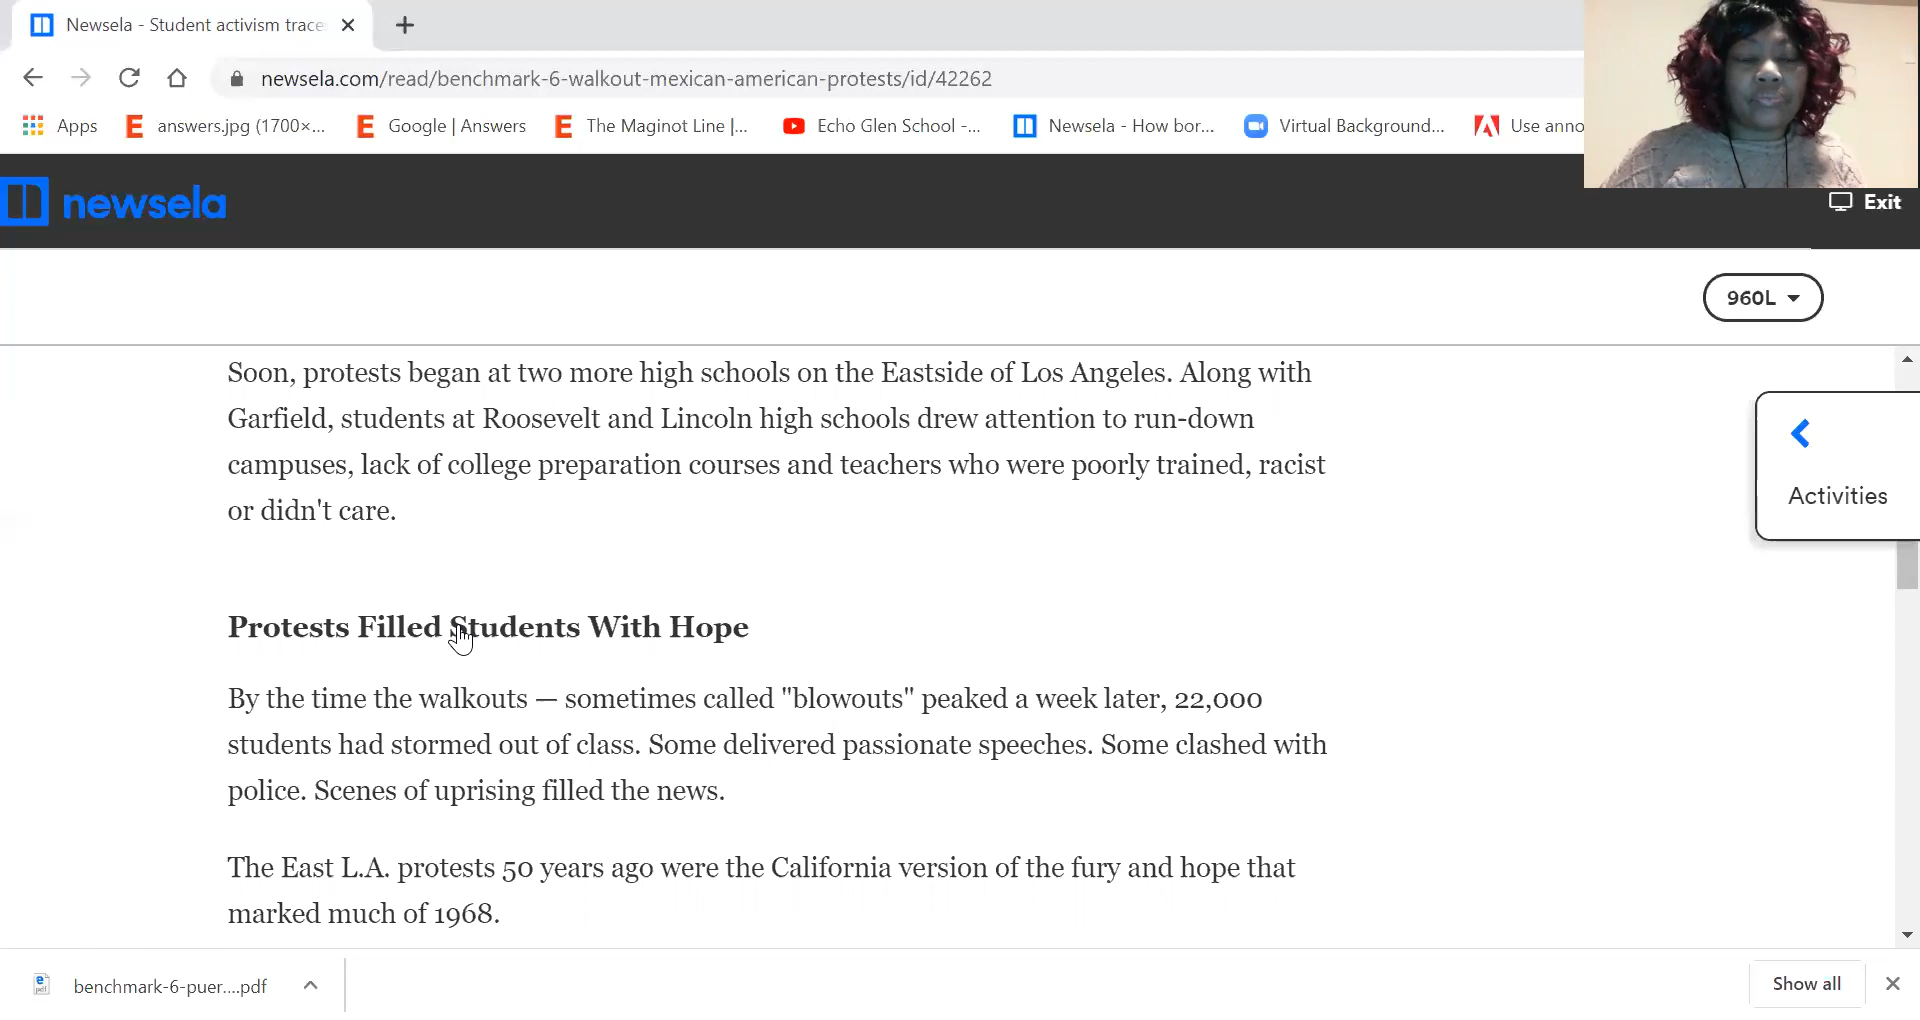 Newsela - Student activism trace
newsela.com/read/benchmark-6-walkout-mexican-american-protests/id/42262
Apps
answers.jpg (1700×...
Google | Answers
The Maginot Line |...
Echo Glen School -...
Newsela - How bor...
Virtual Background...
Use anno
newsela
Exit
960L
Soon, protests began at two more high schools on the Eastside of Los Angeles. Along with
Garfield, students at Roosevelt and Lincoln high schools drew attention to run-down
campuses, lack of college preparation courses and teachers who were poorly trained, racist
or didn't care.
Activities
Protests Filled Students With Hope
By the time the walkouts — sometimes called "blowouts" peaked a week later, 22,000
students had stormed out of class. Some delivered passionate speeches. Some clashed with
police. Scenes of uprising filled the news.
The East L.A. protests 50 years ago were the California version of the fury and hope that
marked much of 1968.
benchmark-6-puer....pdf
Show all